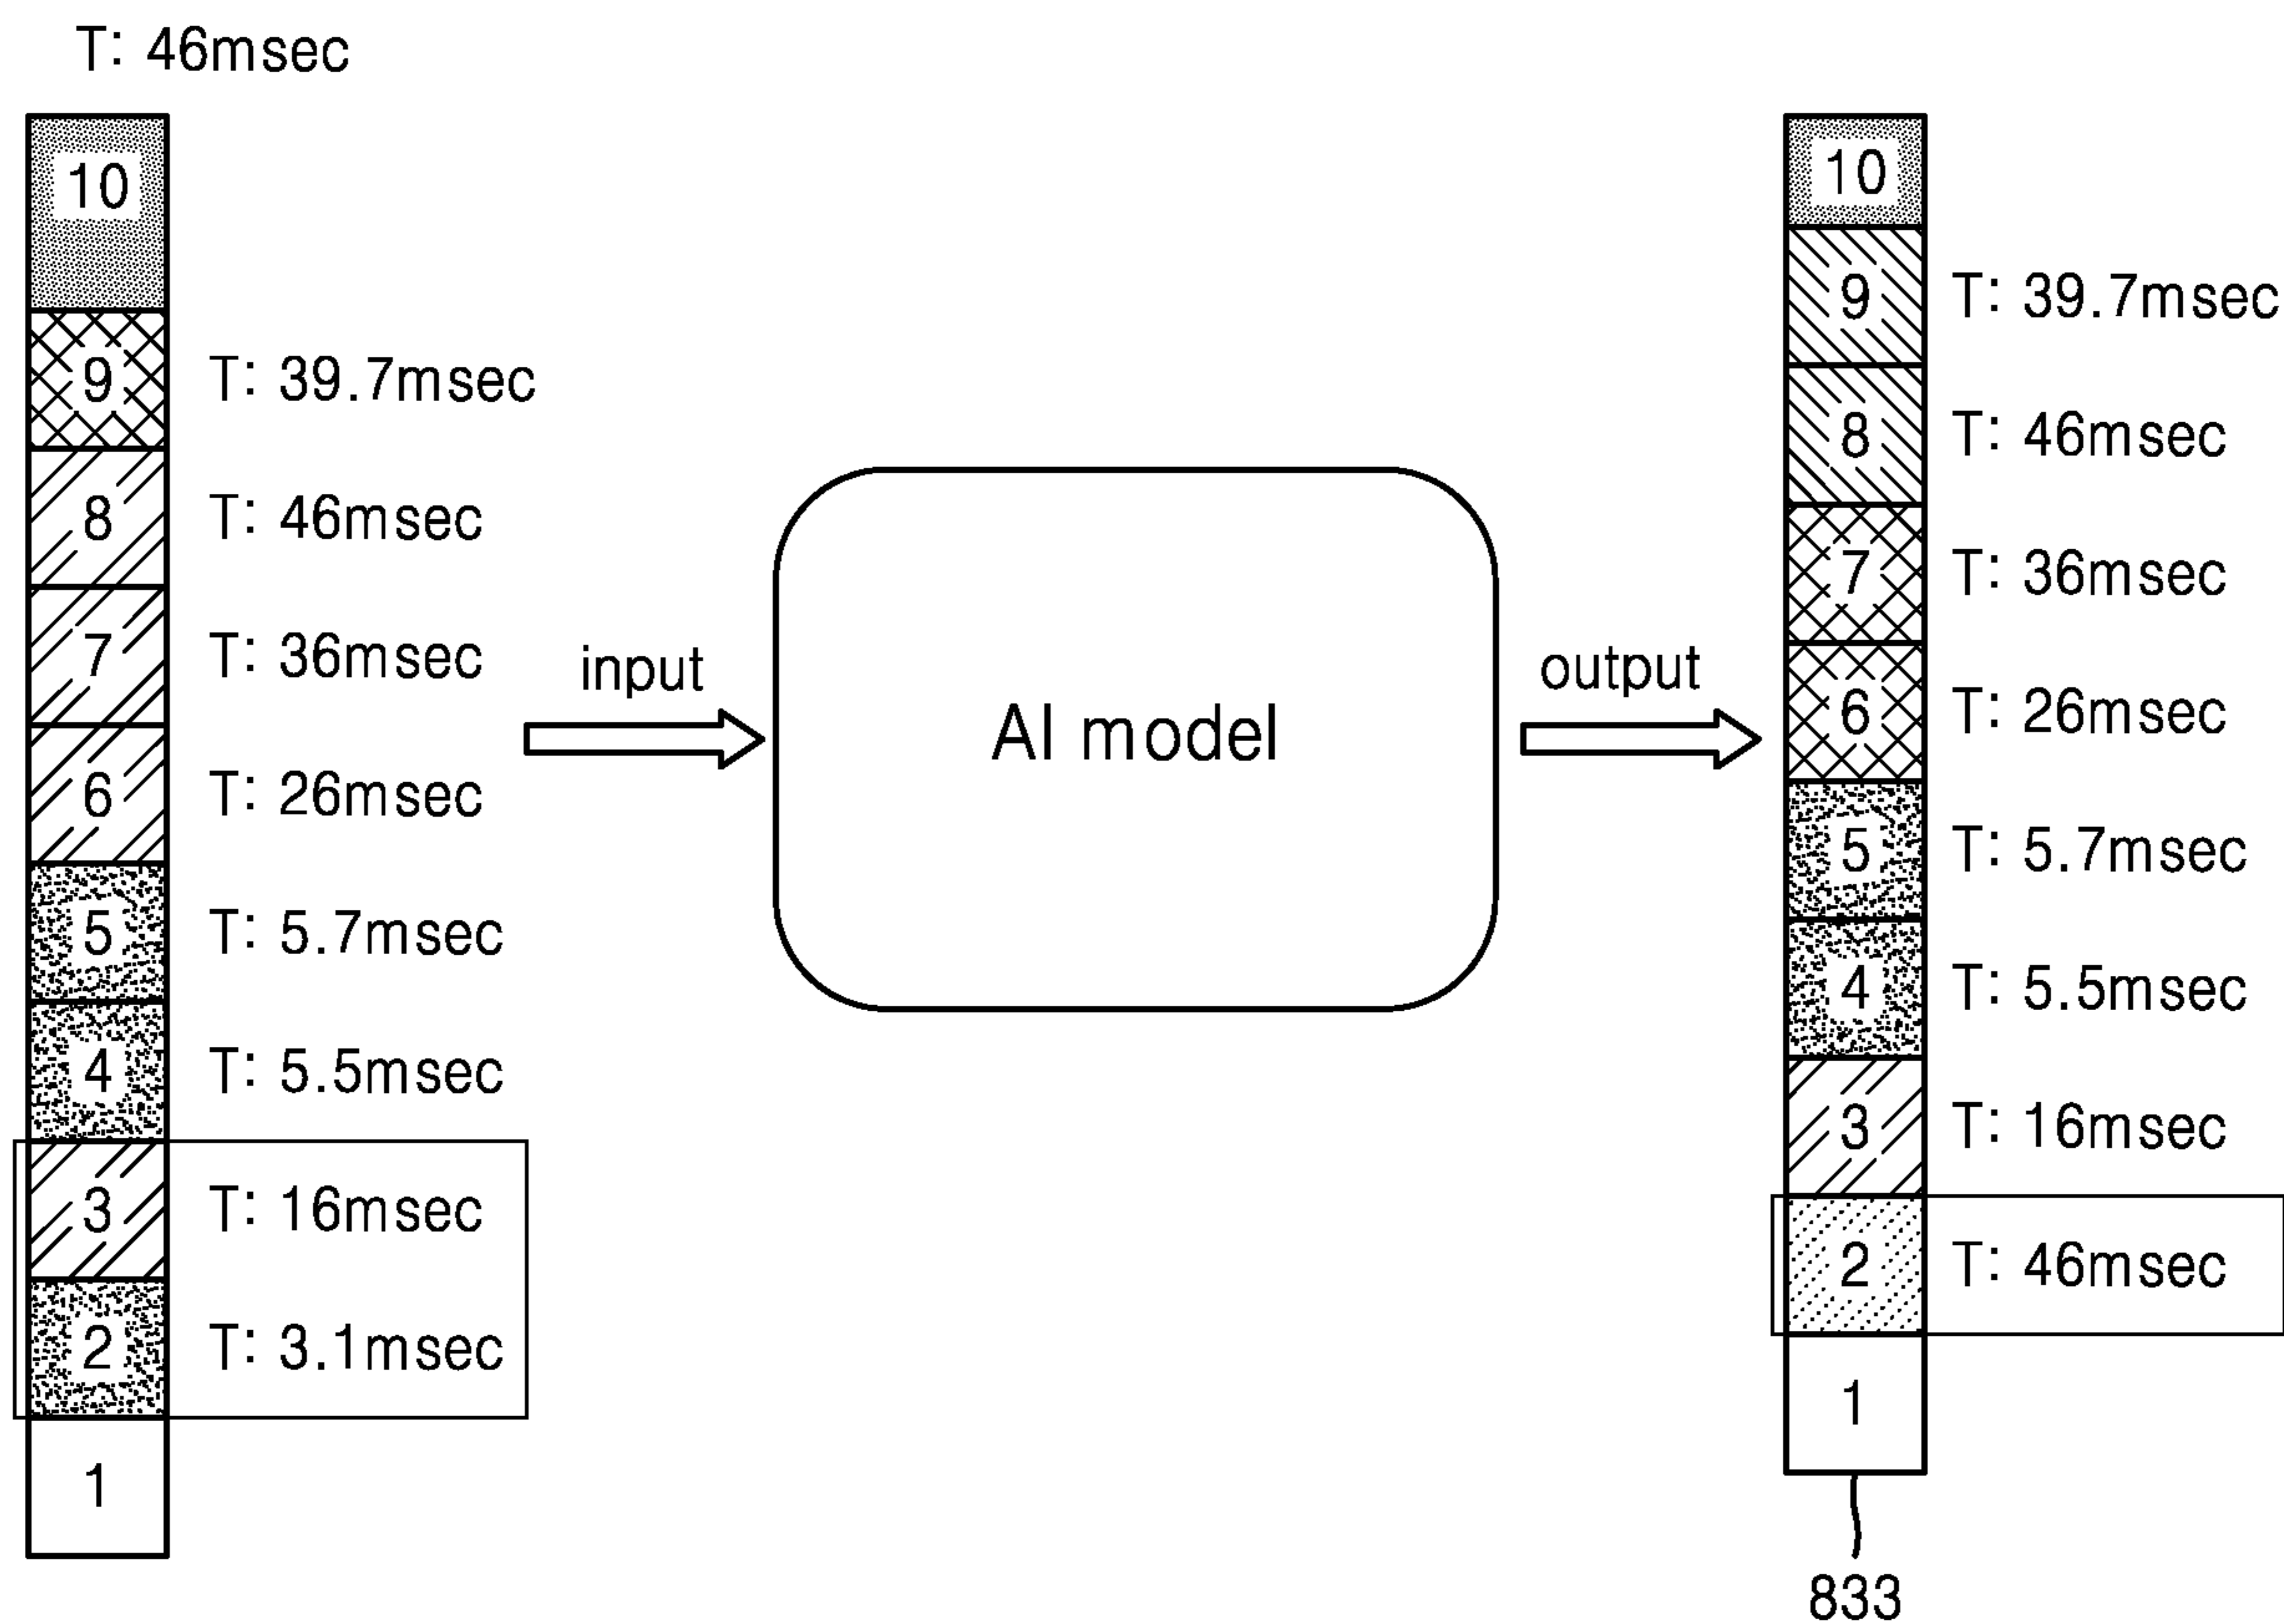 T: 46msec
10
9 T: 39.7msec
8 T: 46msec
7 T: 36msec
6 T: 26msec
5 T: 5.7msec
4 T: 5.5msec
3 T: 16msec
2 T: 3.1msec
1
input
AI model
output
10
9 T: 39.7msec
8 T: 46msec
7 T: 36msec
6 T: 26msec
5 T: 5.7msec
4 T: 5.5msec
3 T: 16msec
2 T: 46msec
1
833